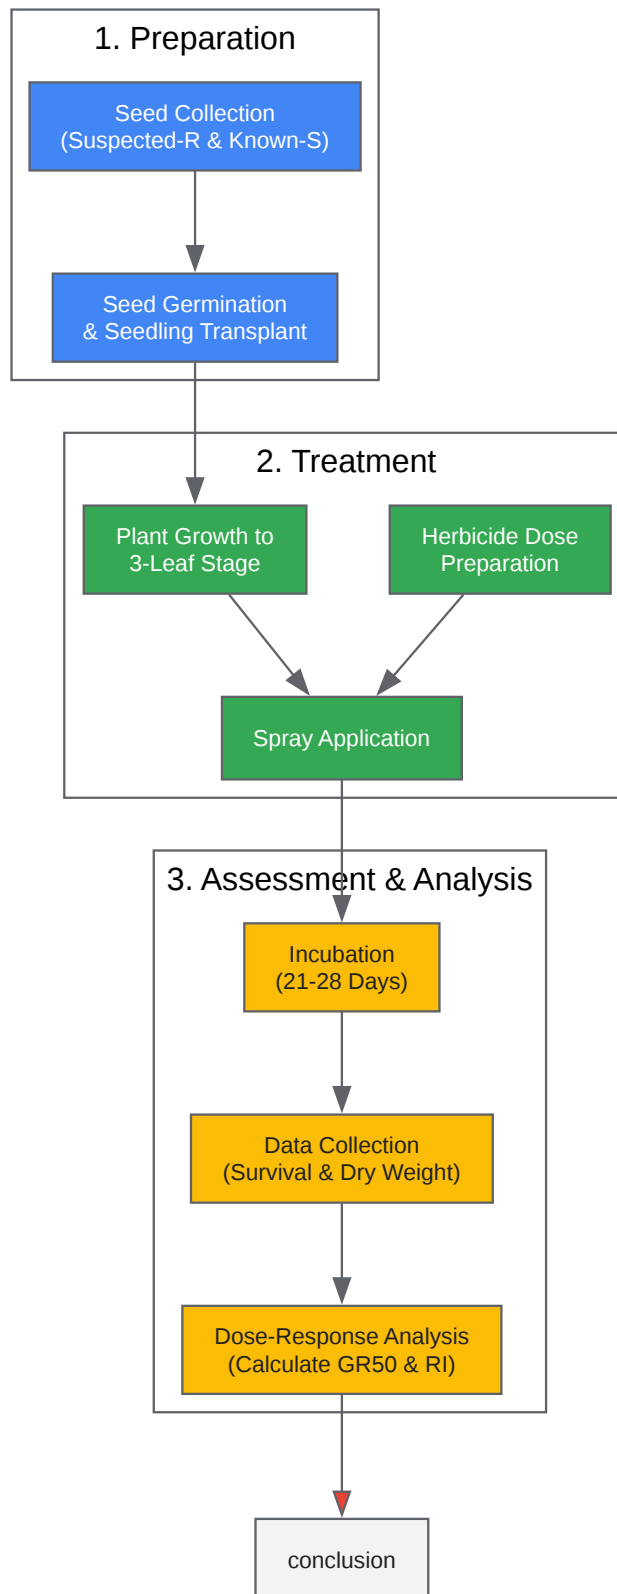 1. Preparation
Seed Collection
(Suspected-R & Known-S)
Seed Germination
& Seedling Transplant
2. Treatment
Plant Growth to
3-Leaf Stage
Herbicide Dose
Preparation
Spray Application
3. Assessment & Analysis
Incubation
(21-28 Days)
Data Collection
(Survival & Dry Weight)
Dose-Response Analysis
(Calculate GR50 & RI)
conclusion